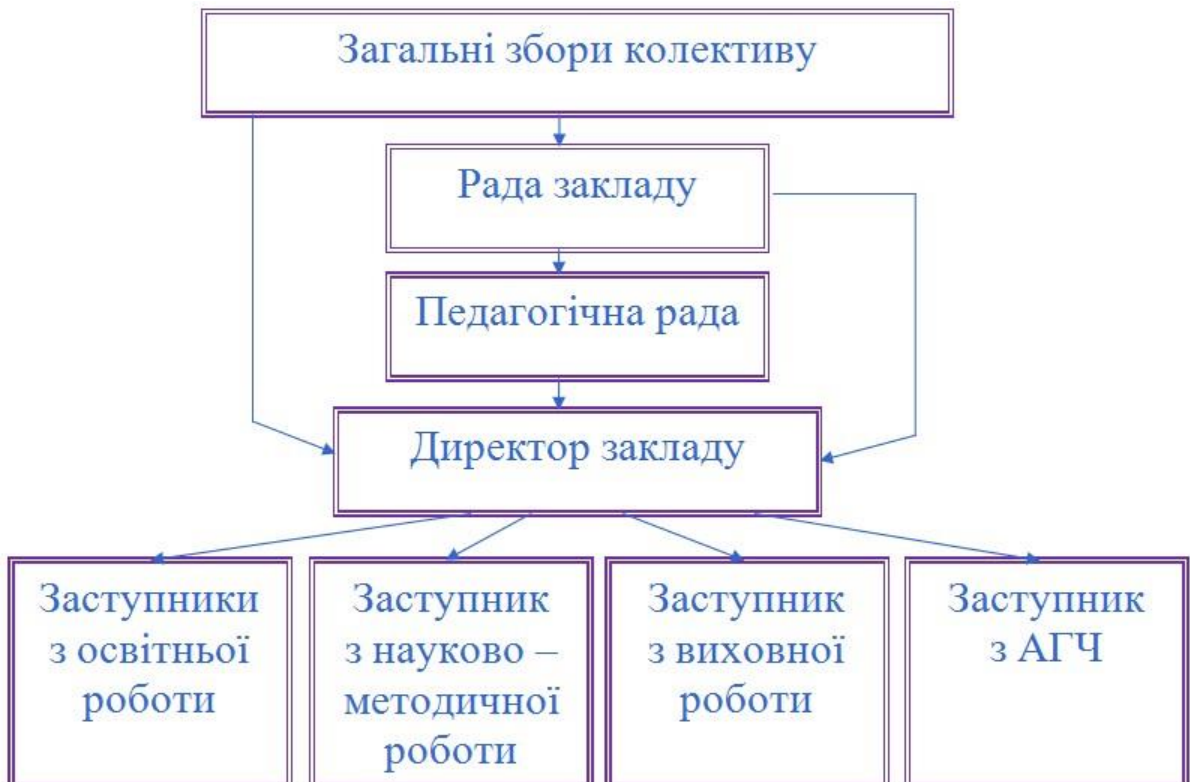 Загальні збори колективу
Рада закладу
Педагогічна рада
Директор закладу
Заступники
з освітньої
роботи
Заступник
з науково –
методичної
роботи
Заступник
з виховної
роботи
Заступник
з АГЧ